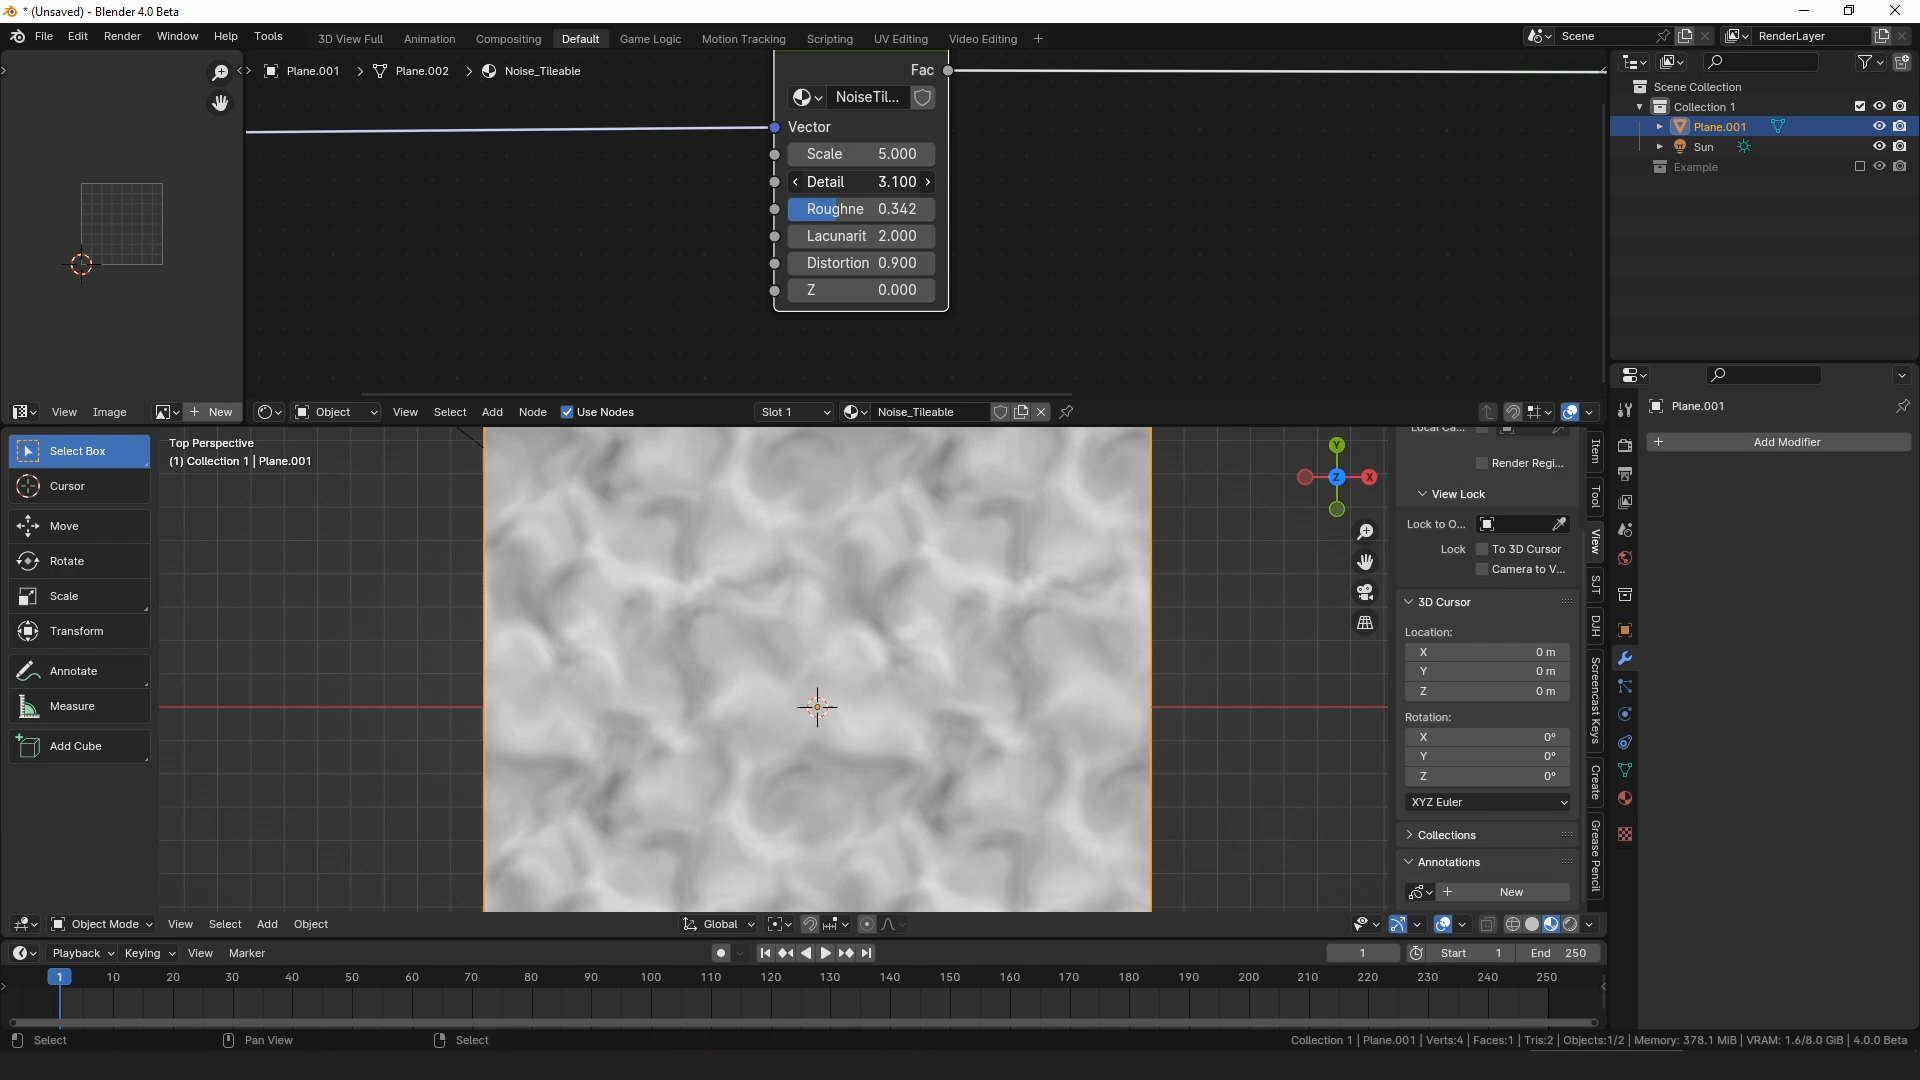 * (Unsaved) - Blender 4.0 Beta
File Edit Render Window Help Tools
3D View Full Animation Compositing Default Game Logic Motion Tracking Scripting UV Editing Video Editing
Scene RenderLayer
Plane.001 > Plane.002 > Noise_Tileable
Fac
NoiseTil...
Vector
Scale 5.000
Detail 3.100
Roughne 0.342
Lacunarit 2.000
Distortion 0.900
Z 0.000
Scene Collection
Collection 1
Plane.001
Sun
Example
Plane.001
Add Modifier
View Image New
Object View Select Add Node Use Nodes Slot 1 Noise_Tileable
Select Box
Cursor
Move
Rotate
Scale
Transform
Annotate
Measure
Add Cube
Top Perspective
(1) Collection 1 | Plane.001
Y
Z X
Local Ca...
Render Regi...
View Lock
Lock to O...
Lock To 3D Cursor
Camera to V...
3D Cursor
Location:
X 0 m
Y 0 m
Z 0 m
Rotation:
X 0°
Y 0°
Z 0°
XYZ Euler
Collections
Annotations
New
Item
Tool
View
SJT
DJH
Screencast Keys
Create
Grease Pencil
Object Mode View Select Add Object Global
Playback Keying View Marker 1 Start 1 End 250
1 10 20 30 40 50 60 70 80 90 100 110 120 130 140 150 160 170 180 190 200 210 220 230 240 250
Select Pan View Select
Collection 1 | Plane.001 | Verts:4 | Faces:1 | Tris:2 | Objects:1/2 | Memory: 378.1 MiB | VRAM: 1.6/8.0 GiB | 4.0.0 Beta